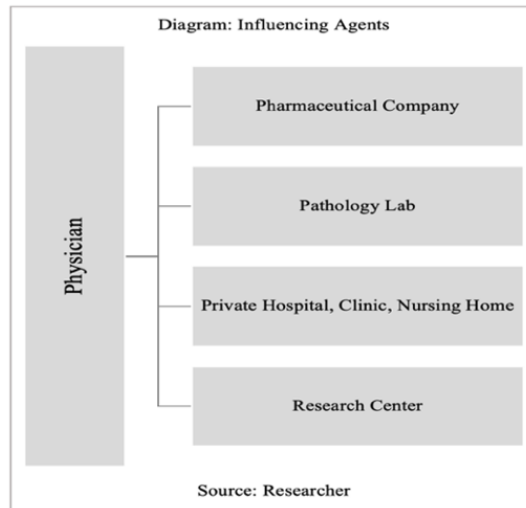 Diagram: Influencing Agents
Physician
Pharmaceutical Company
Pathology Lab
Private Hospital, Clinic, Nursing Home
Research Center
Source: Researcher